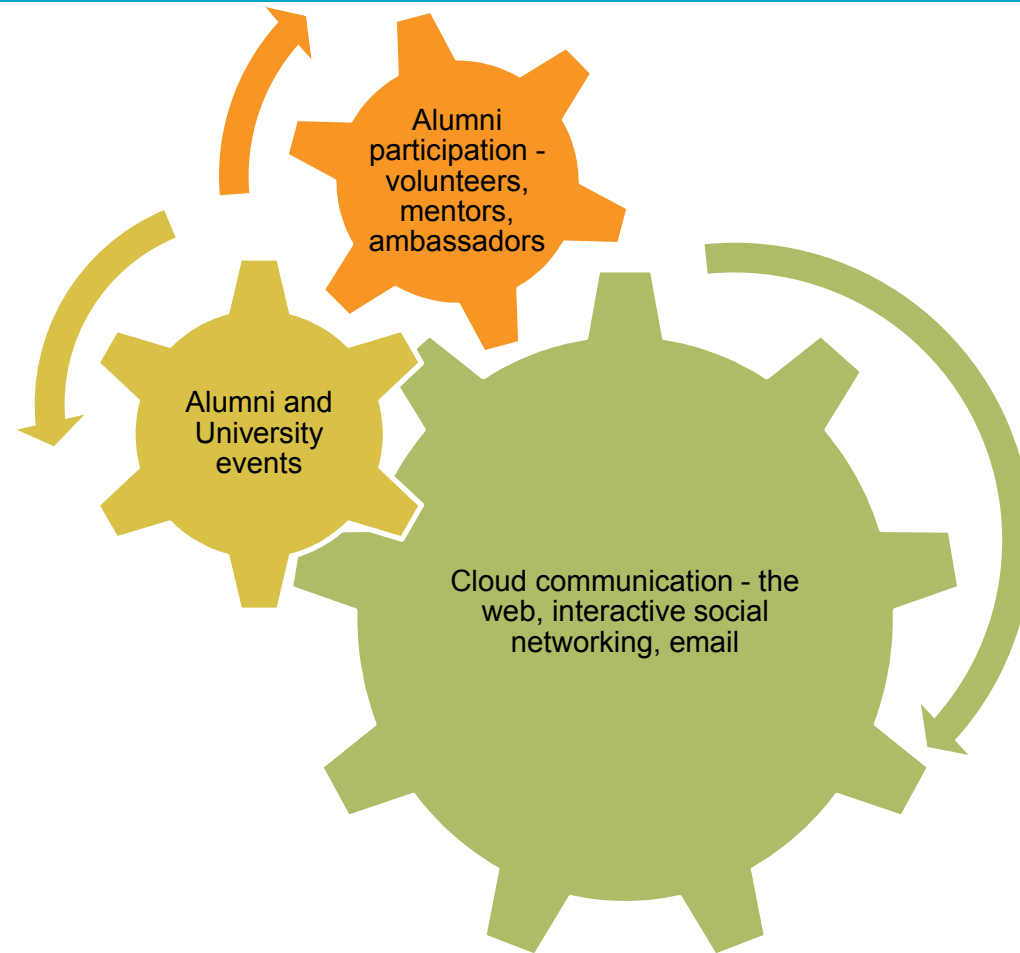 Alumni
participation -
volunteers,
mentors,
ambassadors
Alumni and
University
events
Cloud communication - the
web, interactive social
networking, email